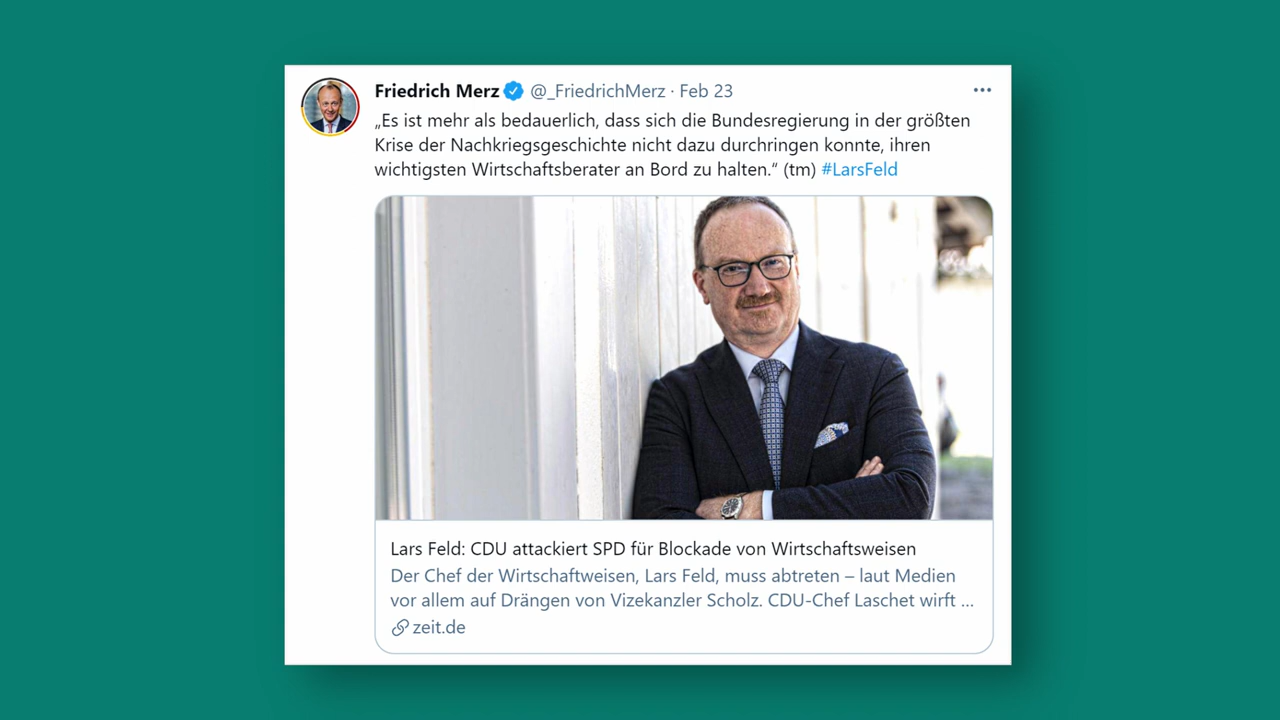 Friedrich Merz @_FriedrichMerz · Feb 23
„Es ist mehr als bedauerlich, dass sich die Bundesregierung in der größten
Krise der Nachkriegsgeschichte nicht dazu durchringen konnte, ihren
wichtigsten Wirtschaftsberater an Bord zu halten.“ (tm) #LarsFeld
Lars Feld: CDU attackiert SPD für Blockade von Wirtschaftsweisen
Der Chef der Wirtschaftweisen, Lars Feld, muss abtreten – laut Medien
vor allem auf Drängen von Vizekanzler Scholz. CDU-Chef Laschet wirft ...
zeit.de